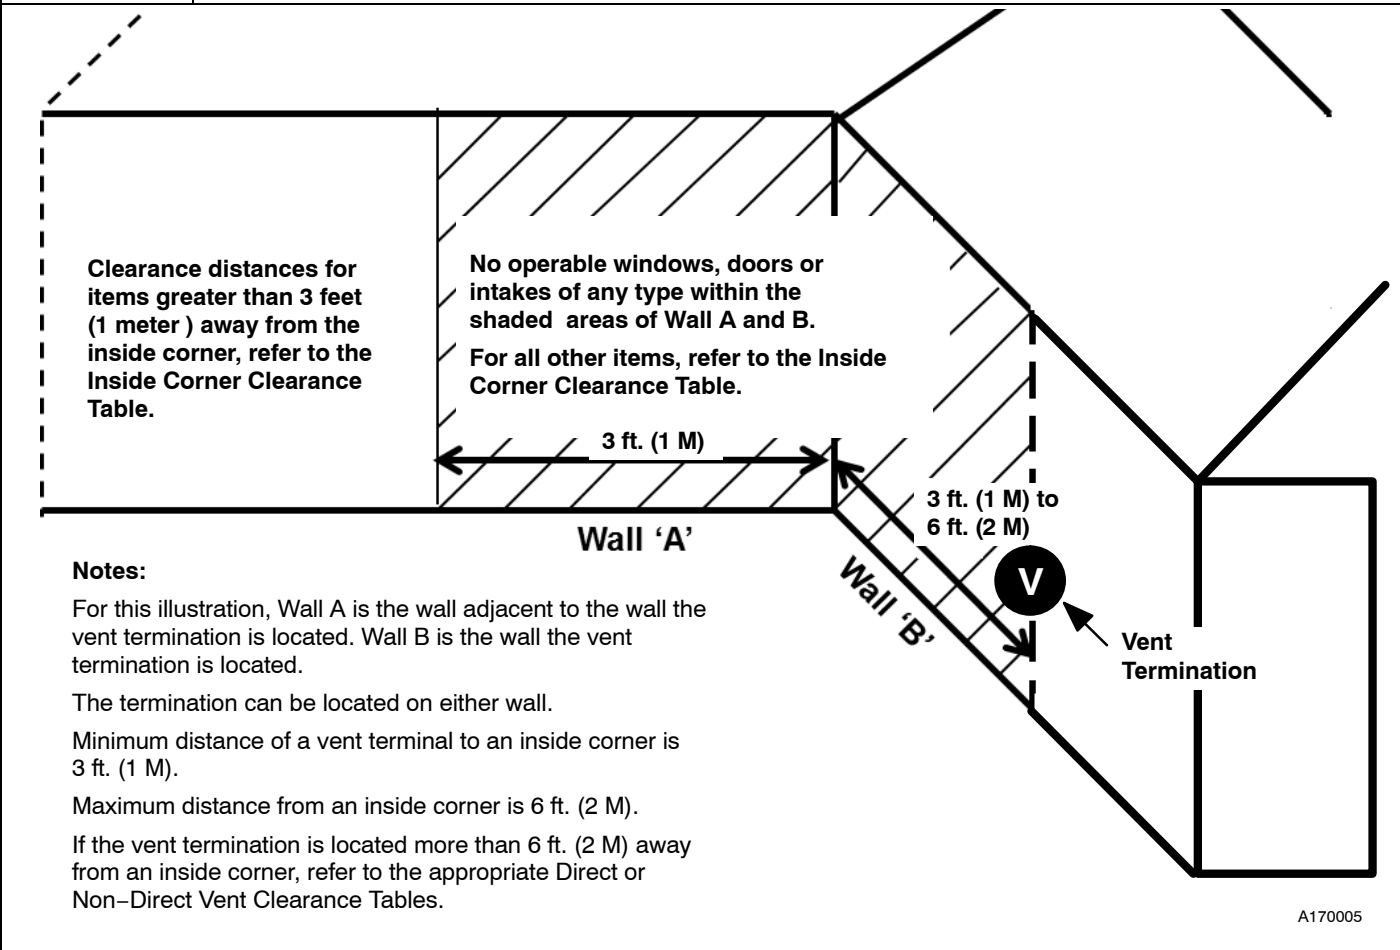 Clearance distances for
items greater than 3 feet
(1 meter ) away from the
inside corner, refer to the
Inside Corner Clearance
Table.
No operable windows, doors or
intakes of any type within the
shaded areas of Wall A and B.
For all other items, refer to the Inside
Corner Clearance Table.
3 ft. (1 M)
3 ft. (1 M) to
6 ft. (2 M)
Wall ‘A’
Wall ‘B’
V
Vent
Termination
Notes:
For this illustration, Wall A is the wall adjacent to the wall the
vent termination is located. Wall B is the wall the vent
termination is located.
The termination can be located on either wall.
Minimum distance of a vent terminal to an inside corner is
3 ft. (1 M).
Maximum distance from an inside corner is 6 ft. (2 M).
If the vent termination is located more than 6 ft. (2 M) away
from an inside corner, refer to the appropriate Direct or
Non−Direct Vent Clearance Tables.
A170005